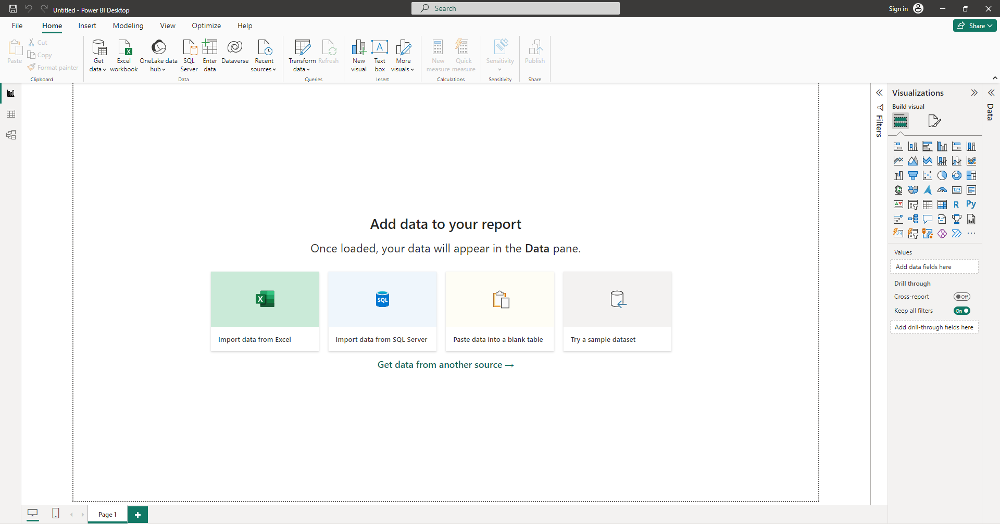 Untitled - Power BI Desktop
Search
Sign in
File
Home
Insert
Modeling
View
Optimize
Help
Share
Paste
Cut
Copy
Format painter
Clipboard
Get
data
Excel
workbook
OneLake data
hub
SQL
Server
Enter
data
Dataverse
Recent
sources
Data
Transform
data
Refresh
Queries
New
visual
A
Text
box
More
visuals
Insert
New
measure
Quick
measure
Calculations
Sensitivity
Sensitivity
Publish
Share
Filters
Visualizations
Build visual
Data
123
R
Py
123
Values
Add data fields here
Drill through
Cross-report
Off
Keep all filters
On
Add drill-through fields here
Add data to your report
Once loaded, your data will appear in the Data pane.
X
SQL
Import data from Excel
Import data from SQL Server
Paste data into a blank table
Try a sample dataset
Get data from another source →
Page 1
+